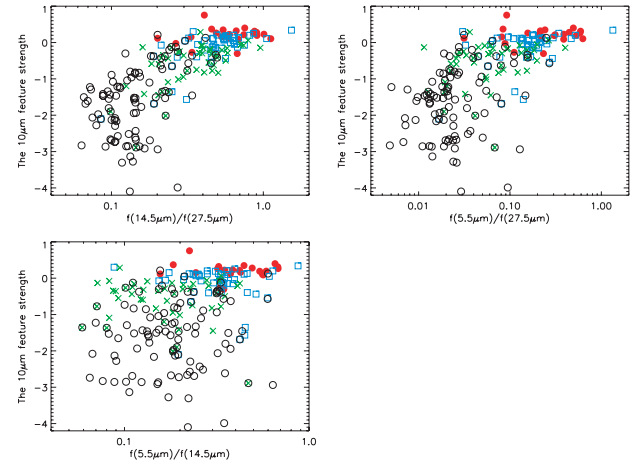 1
0
-1
-2
-3
-4
The 10μm feature strength
0.1 1.0
f(14.5μm)/f(27.5μm)
1
0
-1
-2
-3
-4
The 10μm feature strength
0.01 0.10 1.00
f(5.5μm)/f(27.5μm)
1
0
-1
-2
-3
-4
The 10μm feature strength
0.1 1.0
f(5.5μm)/f(14.5μm)